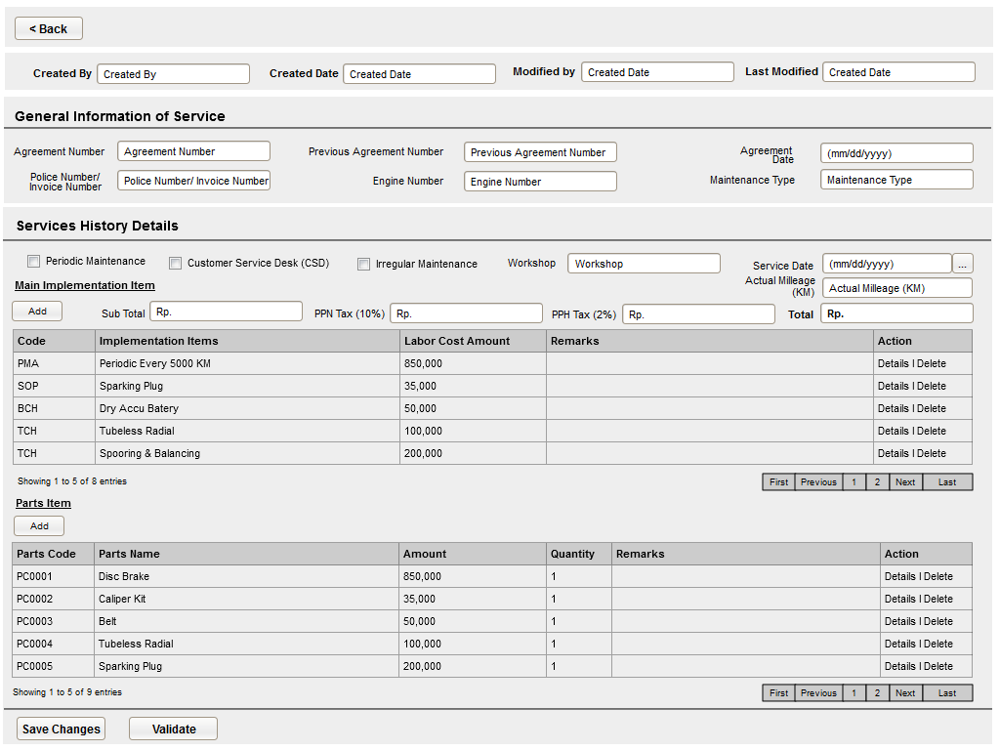 < Back
Created By Created By Created Date Created Date Modified by Created Date Last Modified Created Date
General Information of Service
Agreement Number Agreement Number Previous Agreement Number Previous Agreement Number Agreement Date (mm/dd/yyyy)
Police Number/ Invoice Number Police Number/ Invoice Number Engine Number Engine Number Maintenance Type Maintenance Type
Services History Details
Periodic Maintenance Customer Service Desk (CSD) Irregular Maintenance Workshop Workshop Service Date (mm/dd/yyyy) ...
Main Implementation Item Actual Milleage (KM) Actual Milleage (KM)
Add Sub Total Rp. PPN Tax (10%) Rp. PPH Tax (2%) Rp. Total Rp.
Code Implementation Items Labor Cost Amount Remarks Action
PMA Periodic Every 5000 KM 850,000 Details I Delete
SOP Sparking Plug 35,000 Details I Delete
BCH Dry Accu Batery 50,000 Details I Delete
TCH Tubeless Radial 100,000 Details I Delete
TCH Spooring & Balancing 200,000 Details I Delete
Showing 1 to 5 of 8 entries First Previous 1 2 Next Last
Parts Item
Add
Parts Code Parts Name Amount Quantity Remarks Action
PC0001 Disc Brake 850,000 1 Details I Delete
PC0002 Caliper Kit 35,000 1 Details I Delete
PC0003 Belt 50,000 1 Details I Delete
PC0004 Tubeless Radial 100,000 1 Details I Delete
PC0005 Sparking Plug 200,000 1 Details I Delete
Showing 1 to 5 of 9 entries First Previous 1 2 Next Last
Save Changes Validate